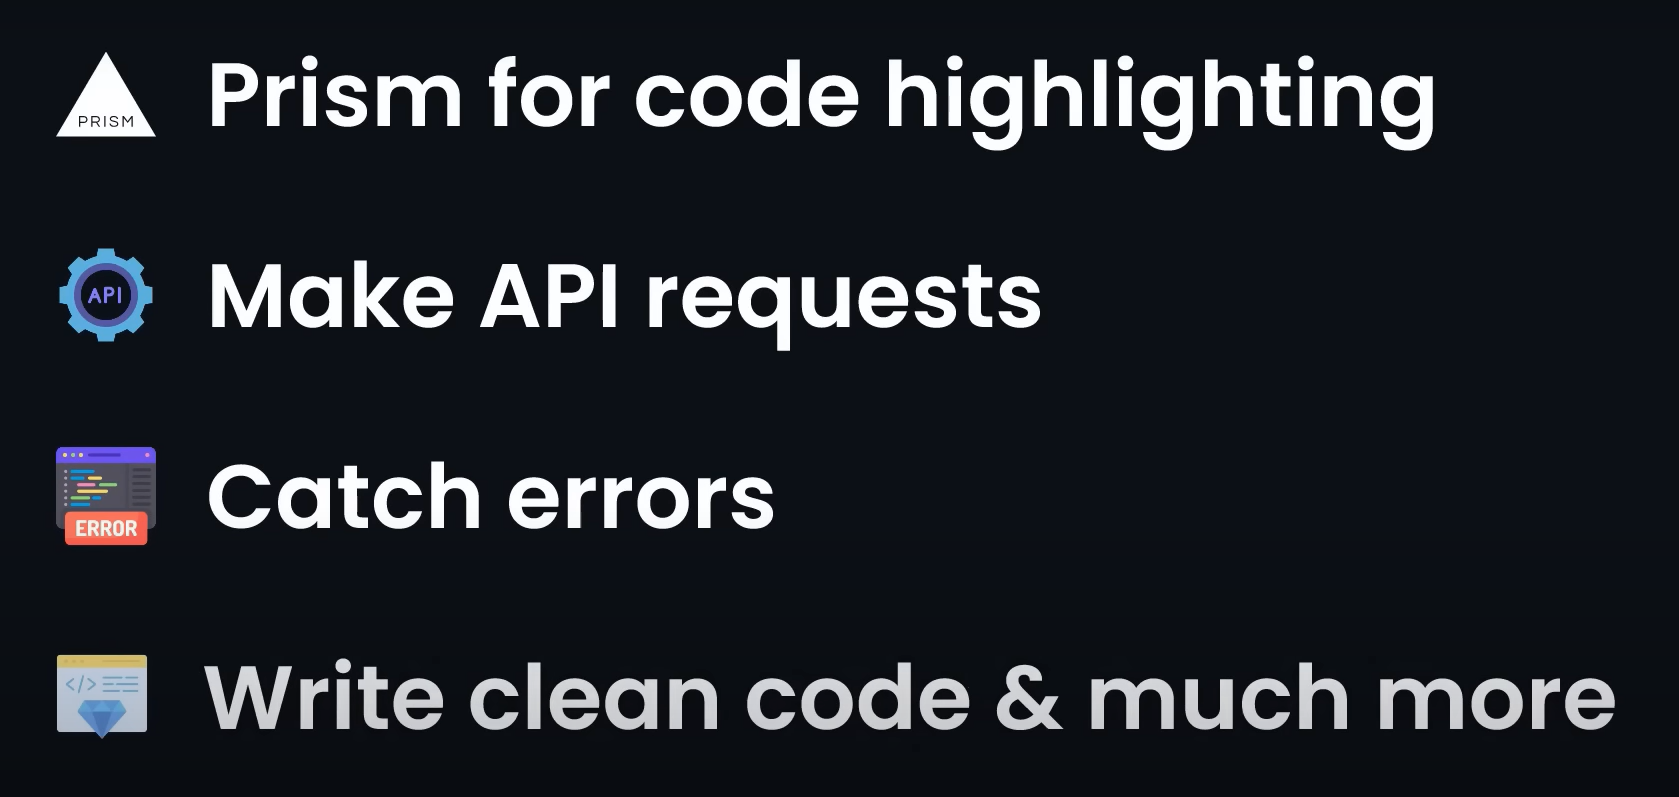 PRISM Prism for code highlighting
API Make API requests
Catch errors
ERROR
</> Write clean code & much more